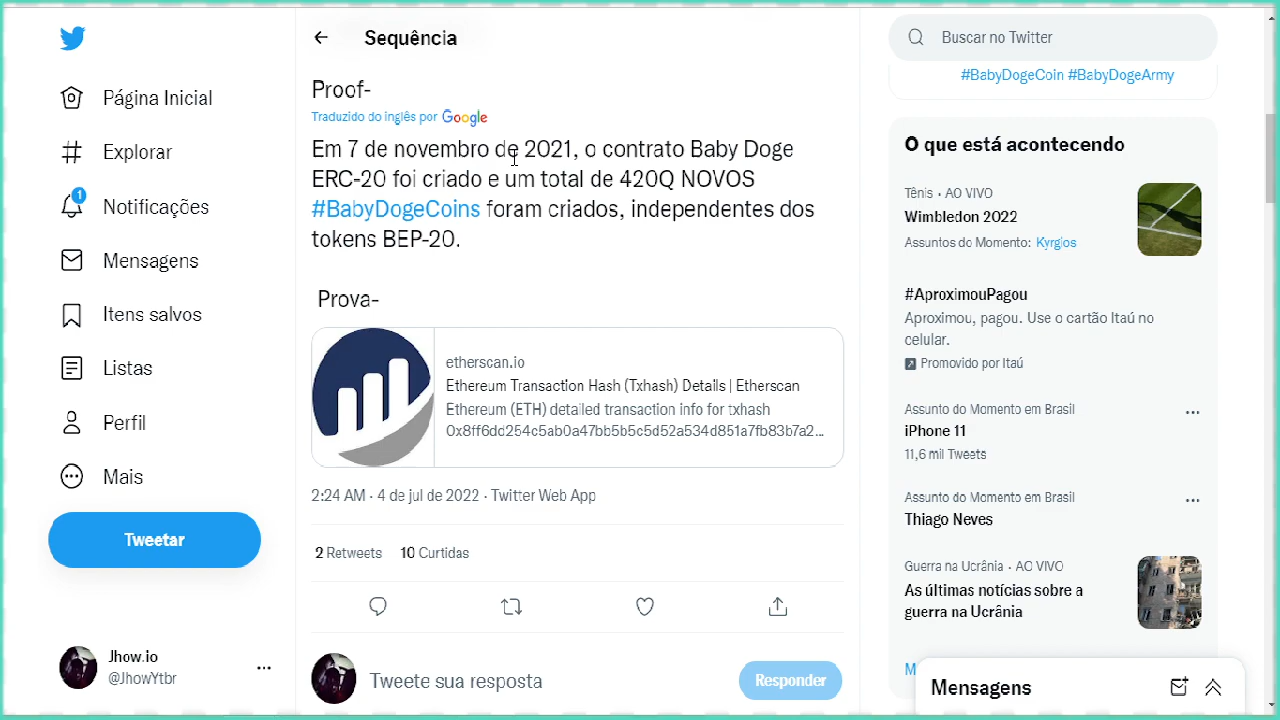 Página Inicial
Explorar
1
Notificações
Mensagens
Itens salvos
Listas
Perfil
Mais
Tweetar
Jhow.io
@JhowYtbr
Sequência
Proof-
Traduzido do inglês por Google
Em 7 de novembro de 2021, o contrato Baby Doge
ERC-20 foi criado e um total de 420Q NOVOS
#BabyDogeCoins foram criados, independentes dos
tokens BEP-20.
Prova-
etherscan.io
Ethereum Transaction Hash (Txhash) Details | Etherscan
Ethereum (ETH) detailed transaction info for txhash
0x8ff6dd254c5ab0a47bb5b5c5d52a534d851a7fb83b7a2...
2:24 AM · 4 de jul de 2022 · Twitter Web App
2 Retweets 10 Curtidas
Tweete sua resposta
Responder
Buscar no Twitter
#BabyDogeCoin #BabyDogeArmy
O que está acontecendo
Tênis · AO VIVO
Wimbledon 2022
Assuntos do Momento: Kyrgios
#AproximouPagou
Aproximou, pagou. Use o cartão Itaú no
celular.
Promovido por Itaú
Assunto do Momento em Brasil
iPhone 11
11,6 mil Tweets
Assunto do Momento em Brasil
Thiago Neves
Guerra na Ucrânia · AO VIVO
As últimas notícias sobre a
guerra na Ucrânia
Mensagens